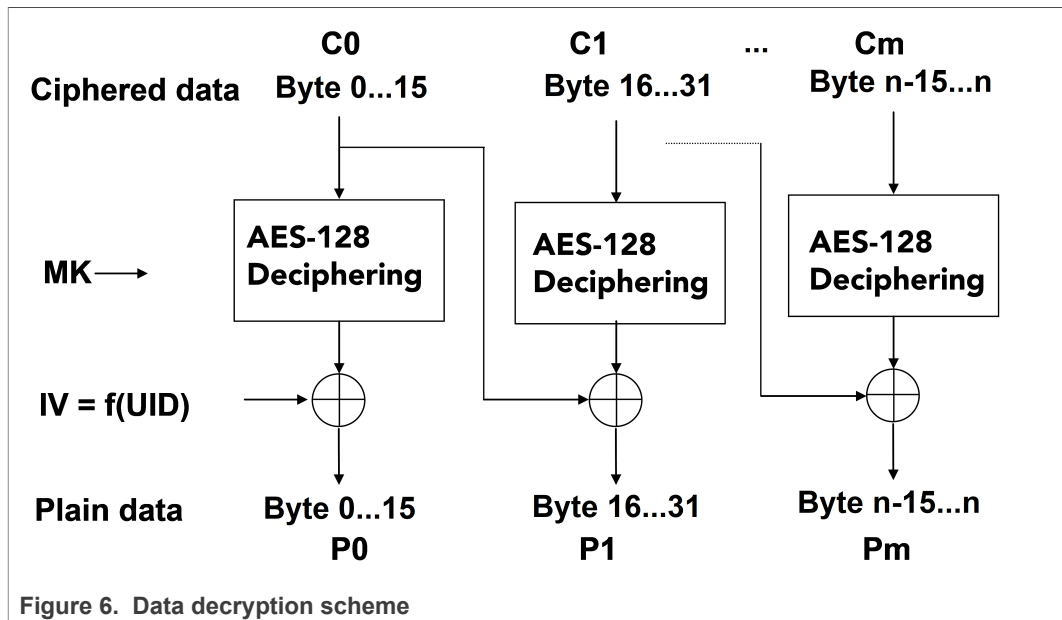 C0 C1 ... Cm
Ciphered data Byte 0...15 Byte 16...31 Byte n-15...n
AES-128
Deciphering
AES-128
Deciphering
AES-128
Deciphering
MK
IV = f(UID)
Plain data Byte 0...15 Byte 16...31 Byte n-15...n
P0 P1 Pm
Figure 6. Data decryption scheme